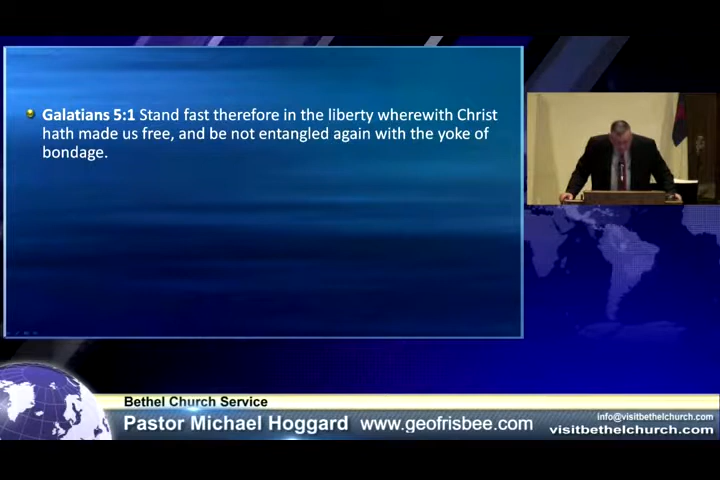 Galatians 5:1 Stand fast therefore in the liberty wherewith Christ
hath made us free, and be not entangled again with the yoke of
bondage.
Bethel Church Service
Pastor Michael Hoggard www.geofrisbee.com
info@visitbethelchurch.com
visitbethelchurch.com